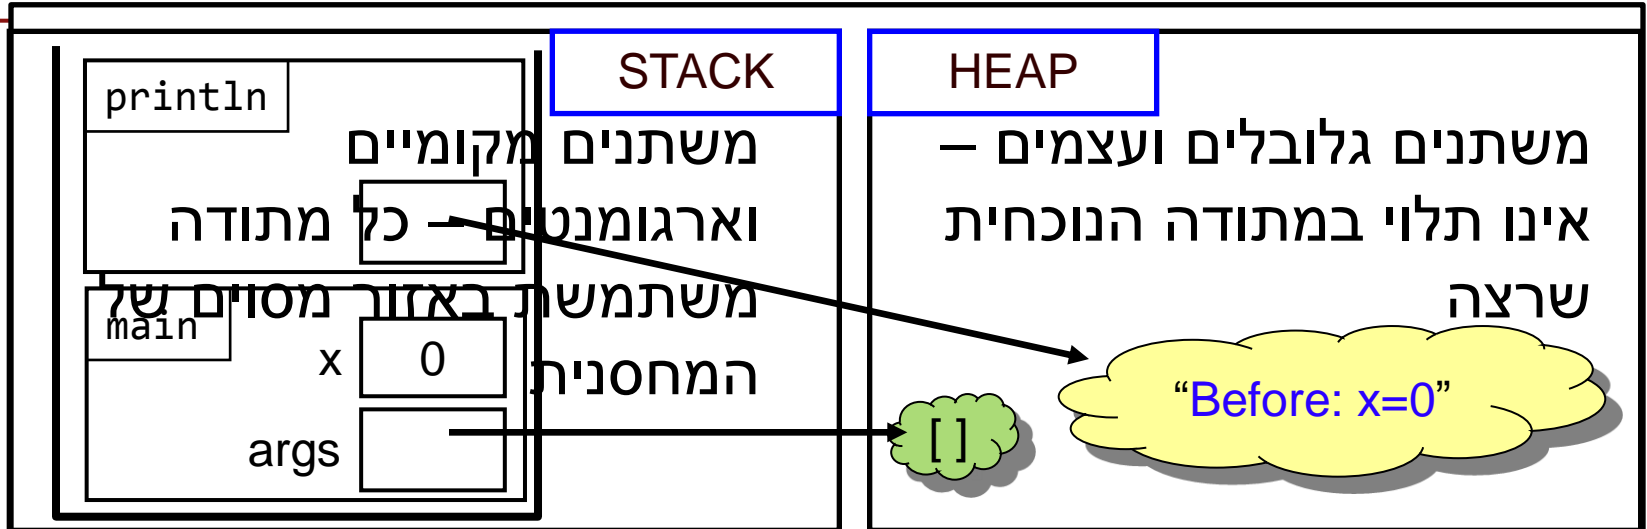 STACK
HEAP
println
משתנים מקומיים
וארגומנטים – כל מתודה
משתמשת באזור מסוים של
המחסנית
משתנים גלובלים ועצמים –
אינו תלוי במתודה הנוכחית
שרצה
main
x 0
args
[ ]
“Before: x=0”